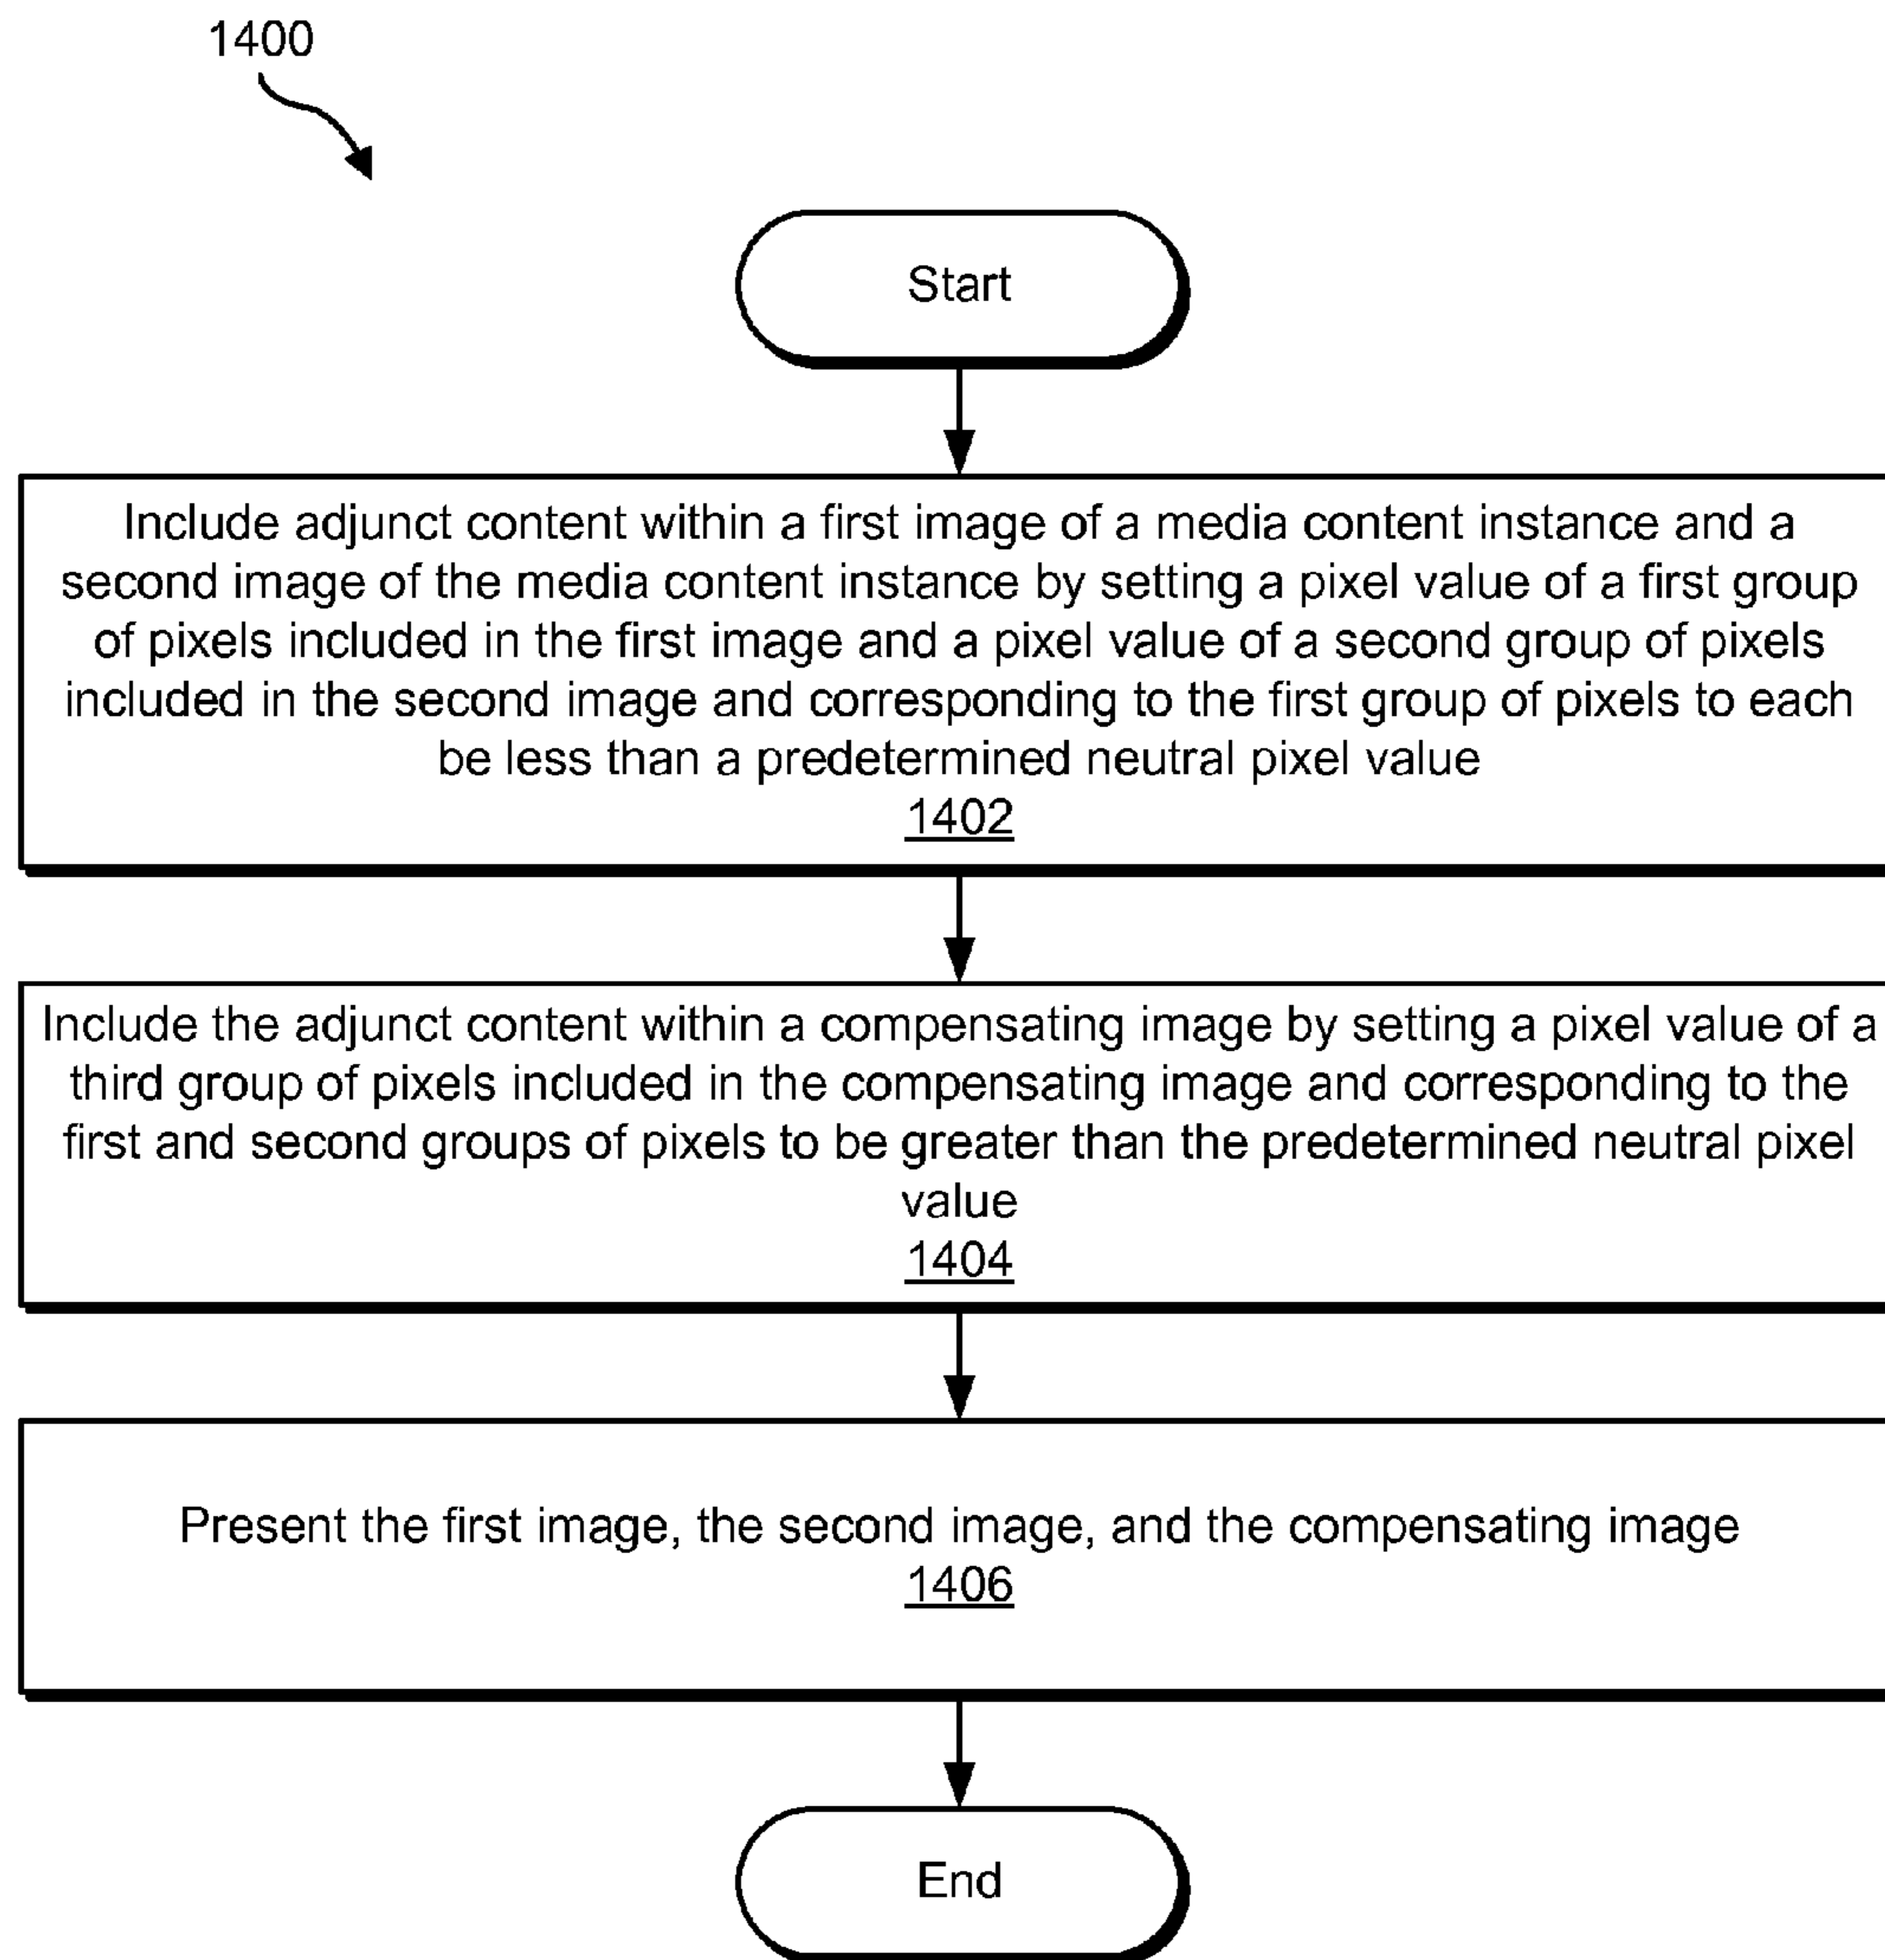 1400
Start
Include adjunct content within a first image of a media content instance and a
second image of the media content instance by setting a pixel value of a first group
of pixels included in the first image and a pixel value of a second group of pixels
included in the second image and corresponding to the first group of pixels to each
be less than a predetermined neutral pixel value
1402
Include the adjunct content within a compensating image by setting a pixel value of a
third group of pixels included in the compensating image and corresponding to the
first and second groups of pixels to be greater than the predetermined neutral pixel
value
1404
Present the first image, the second image, and the compensating image
1406
End